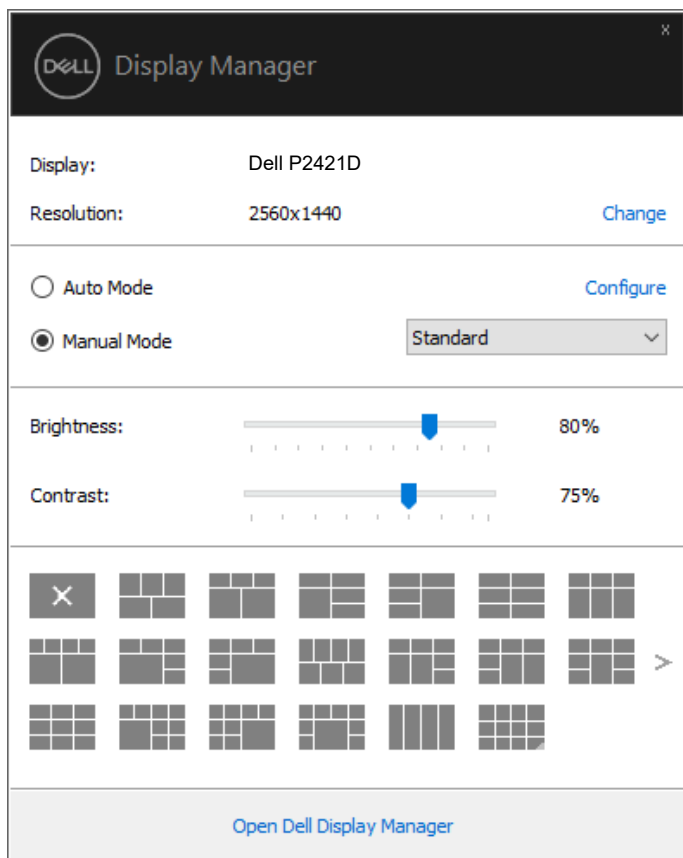 x
DELL Display Manager
Display: Dell P2421D
Resolution: 2560x1440 Change
Auto Mode Configure
Manual Mode Standard
Brightness: 80%
Contrast: 75%
Open Dell Display Manager